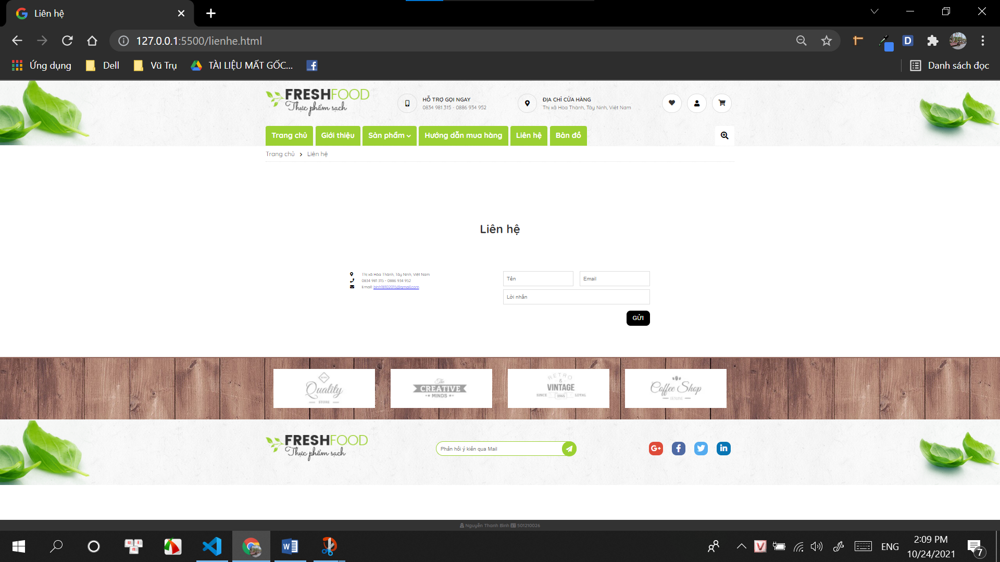 Liên hệ
127.0.0.1:5500/lienhe.html
D
Ứng dụng
Dell
Vũ Trụ
TÀI LIỆU MẤT GỐC...
Danh sách đọc
FRESHFOOD
Thực phẩm sạch
HỖ TRỢ GỌI NGAY
0834 981 315 - 0886 934 952
ĐỊA CHỈ CỬA HÀNG
Thị xã Hòa Thành, Tây Ninh, Việt Nam
Trang chủ
Giới thiệu
Sản phẩm
Hướng dẫn mua hàng
Liên hệ
Bản đồ
Trang chủ > Liên hệ
Liên hệ
Thị xã Hòa Thành, Tây Ninh, Việt Nam
0834 981 315 - 0886 934 952
Email: binh18102015@gmail.com
Tên
Email
Lời nhắn
GỬI
Quality
STORE
The
CREATIVE
MINDS
RETRO
&
VINTAGE
SINCE 1965 LOYAL
Coffee Shop
FRESHFOOD
Thực phẩm sạch
Phản hồi ý kiến qua Mail
G+
f
in
Nguyễn Thanh Bình 501210026
ENG
2:09 PM
10/24/2021
7